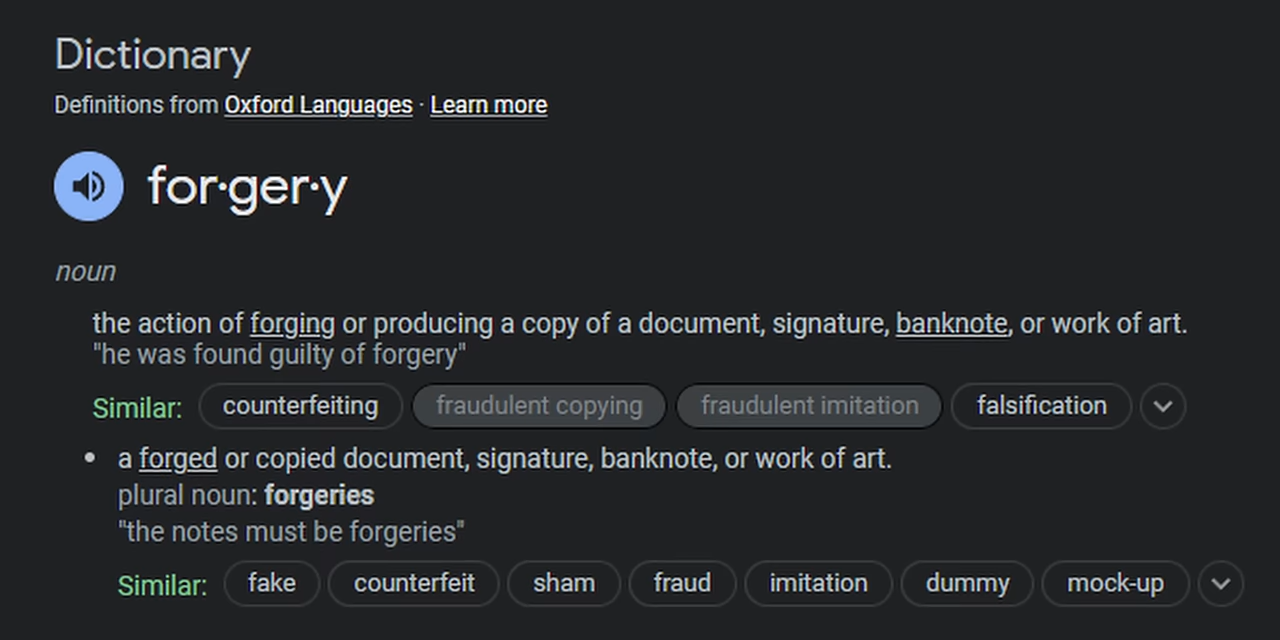 Dictionary
Definitions from Oxford Languages · Learn more
for·ger·y
noun
the action of forging or producing a copy of a document, signature, banknote, or work of art.
"he was found guilty of forgery"
Similar: counterfeiting fraudulent copying fraudulent imitation falsification
• a forged or copied document, signature, banknote, or work of art.
plural noun: forgeries
"the notes must be forgeries"
Similar: fake counterfeit sham fraud imitation dummy mock-up